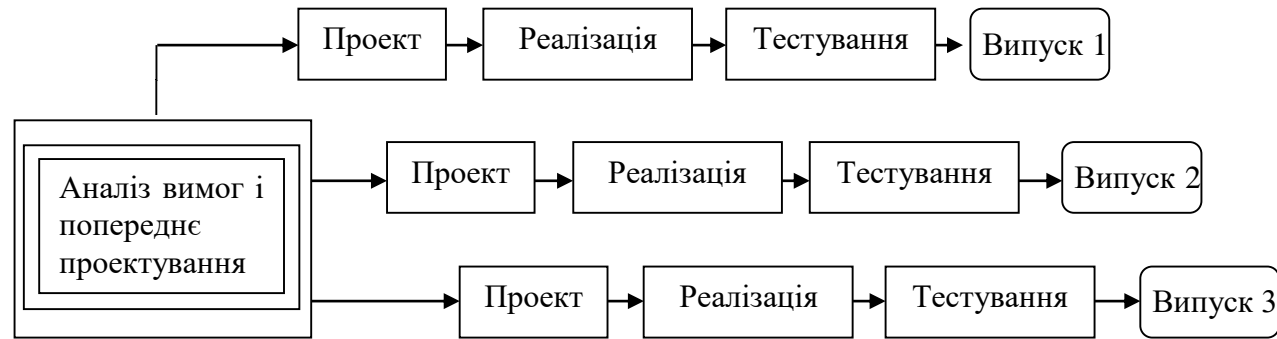 Проект Реалізація Тестування Випуск 1
Аналіз вимог і
попереднє
проектування
Проект Реалізація Тестування Випуск 2
Проект Реалізація Тестування Випуск 3